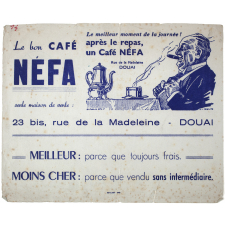 Le bon CAFÉ
NÉFA
seule maison de vente :
Le meilleur moment de la journée !
après le repas,
un Café NÉFA
Rue de la Madeleine
DOUAI
23 bis, rue de la Madeleine - DOUAI
MEILLEUR : parce que toujours frais.
MOINS CHER : parce que vendu sans intermédiaire.